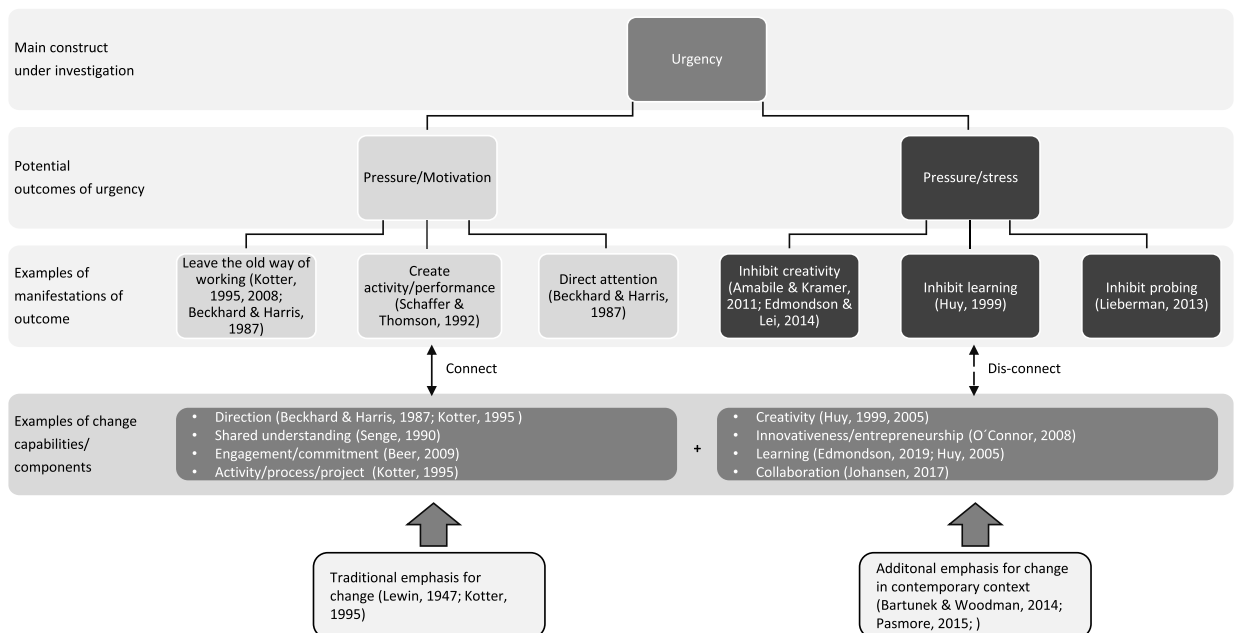 Main construct
under investigation
Urgency
Potential
outcomes of urgency
Pressure/Motivation
Pressure/stress
Examples of
manifestations of
outcome
Leave the old way of
working (Kotter,
1995, 2008;
Beckhard & Harris,
1987)
Create
activity/performance
(Schaffer &
Thomson, 1992)
Direct attention
(Beckhard & Harris,
1987)
Inhibit creativity
(Amabile & Kramer,
2011; Edmondson &
Lei, 2014)
Inhibit learning
(Huy, 1999)
Inhibit probing
(Lieberman, 2013)
Connect
Dis-connect
Examples of change
capabilities/
components
• Direction (Beckhard & Harris, 1987; Kotter, 1995 )
• Shared understanding (Senge, 1990)
• Engagement/commitment (Beer, 2009)
• Activity/process/project (Kotter, 1995)
+
• Creativity (Huy, 1999, 2005)
• Innovativeness/entrepreneurship (O´Connor, 2008)
• Learning (Edmondson, 2019; Huy, 2005)
• Collaboration (Johansen, 2017)
Traditional emphasis for
change (Lewin, 1947; Kotter,
1995)
Additonal emphasis for change
in contemporary context
(Bartunek & Woodman, 2014;
Pasmore, 2015; )